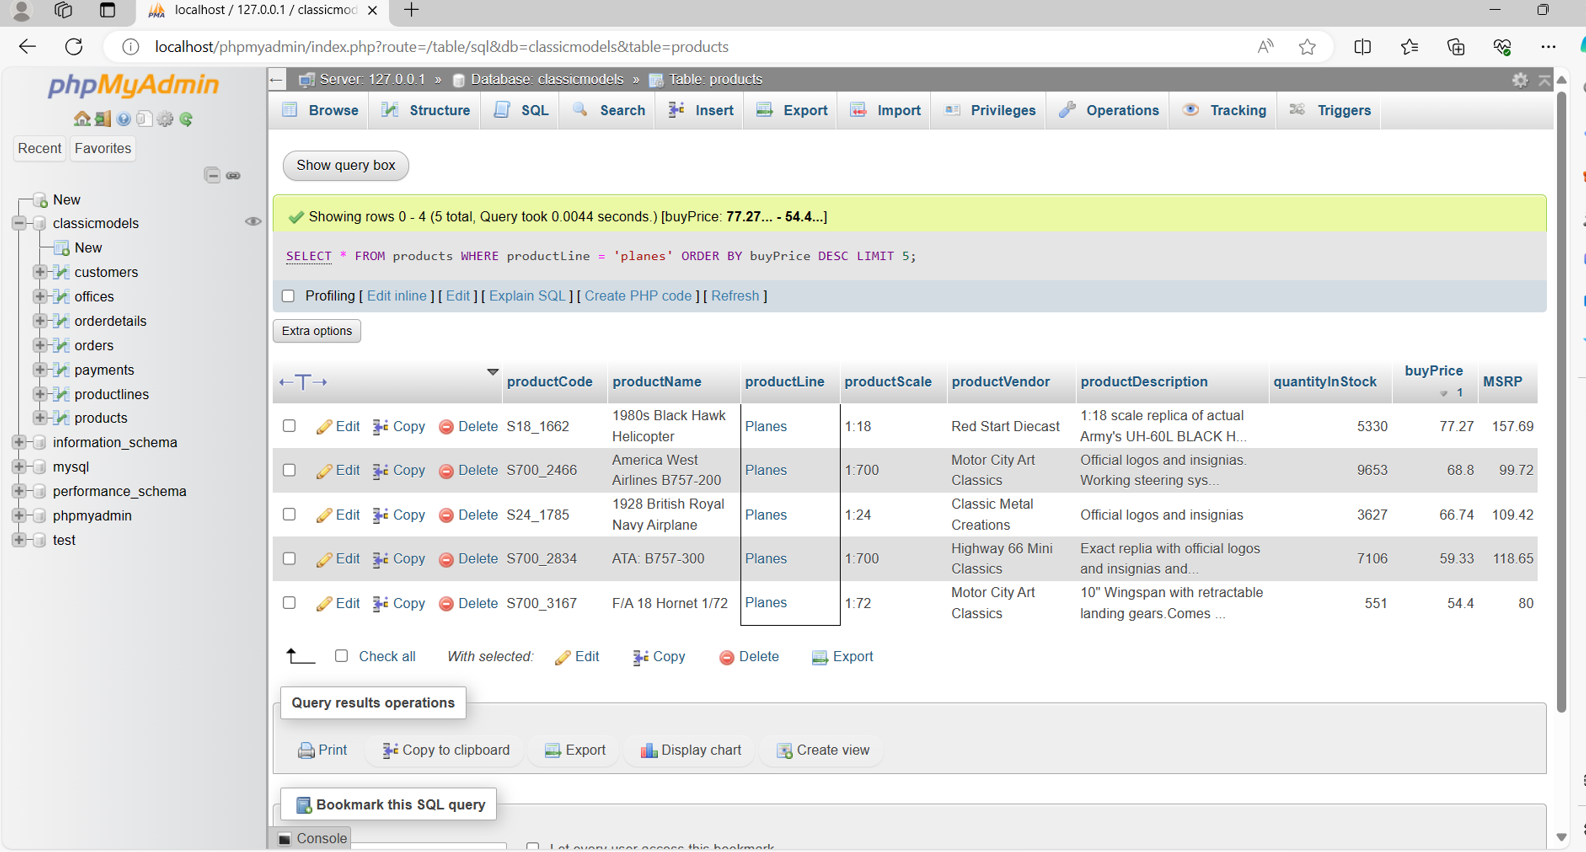 localhost / 127.0.0.1 / classicmod
localhost/phpmyadmin/index.php?route=/table/sql&db=classicmodels&table=products
phpMyAdmin
Recent Favorites
New
classicmodels
New
customers
offices
orderdetails
orders
payments
productlines
products
information_schema
mysql
performance_schema
phpmyadmin
test
Server: 127.0.0.1 » Database: classicmodels » Table: products
Browse Structure SQL Search Insert Export Import Privileges Operations Tracking Triggers
Show query box
Showing rows 0 - 4 (5 total, Query took 0.0044 seconds.) [buyPrice: 77.27... - 54.4...]
SELECT * FROM products WHERE productLine = 'planes' ORDER BY buyPrice DESC LIMIT 5;
Profiling [ Edit inline ] [ Edit ] [ Explain SQL ] [ Create PHP code ] [ Refresh ]
Extra options
←T→ productCode productName productLine productScale productVendor productDescription quantityInStock buyPrice 1 MSRP
Edit Copy Delete S18_1662 1980s Black Hawk Helicopter Planes 1:18 Red Start Diecast 1:18 scale replica of actual Army's UH-60L BLACK H... 5330 77.27 157.69
Edit Copy Delete S700_2466 America West Airlines B757-200 Planes 1:700 Motor City Art Classics Official logos and insignias. Working steering sys... 9653 68.8 99.72
Edit Copy Delete S24_1785 1928 British Royal Navy Airplane Planes 1:24 Classic Metal Creations Official logos and insignias 3627 66.74 109.42
Edit Copy Delete S700_2834 ATA: B757-300 Planes 1:700 Highway 66 Mini Classics Exact replia with official logos and insignias and... 7106 59.33 118.65
Edit Copy Delete S700_3167 F/A 18 Hornet 1/72 Planes 1:72 Motor City Art Classics 10" Wingspan with retractable landing gears.Comes ... 551 54.4 80
Check all With selected: Edit Copy Delete Export
Query results operations
Print Copy to clipboard Export Display chart Create view
Bookmark this SQL query
Console
Let every user access this bookmark